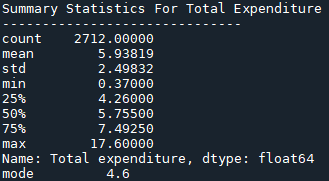 Summary Statistics For Total Expenditure
-----------------------------
count    2712.00000
mean        5.93819
std         2.49832
min         0.37000
25%         4.26000
50%         5.75500
75%         7.49250
max        17.60000
Name: Total expenditure, dtype: float64
mode         4.6